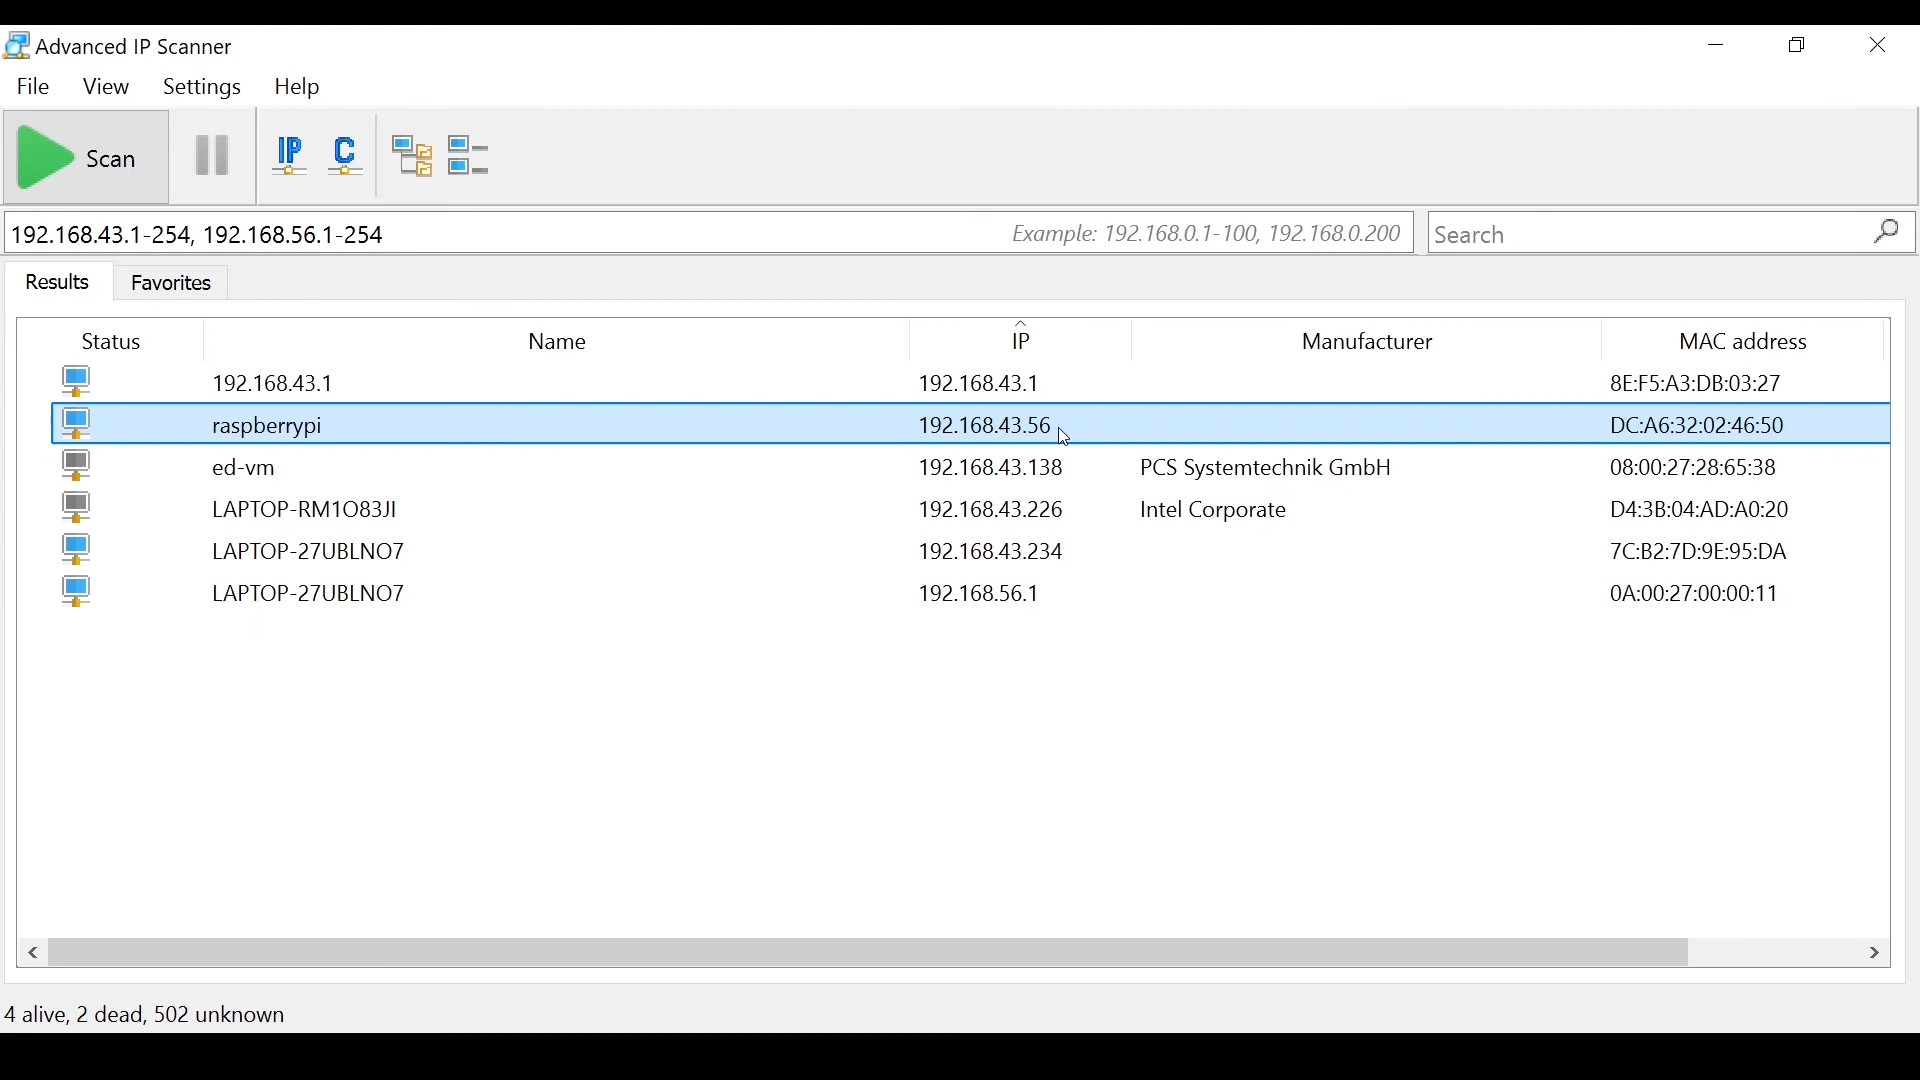 Advanced IP Scanner
File View Settings Help
Scan IP C
192.168.43.1-254, 192.168.56.1-254 Example: 192.168.0.1-100, 192.168.0.200 Search
Results Favorites
Status Name IP Manufacturer MAC address
192.168.43.1 192.168.43.1 8E:F5:A3:DB:03:27
raspberrypi 192.168.43.56 DC:A6:32:02:46:50
ed-vm 192.168.43.138 PCS Systemtechnik GmbH 08:00:27:28:65:38
LAPTOP-RM1O83JI 192.168.43.226 Intel Corporate D4:3B:04:AD:A0:20
LAPTOP-27UBLNO7 192.168.43.234 7C:B2:7D:9E:95:DA
LAPTOP-27UBLNO7 192.168.56.1 0A:00:27:00:00:11
4 alive, 2 dead, 502 unknown